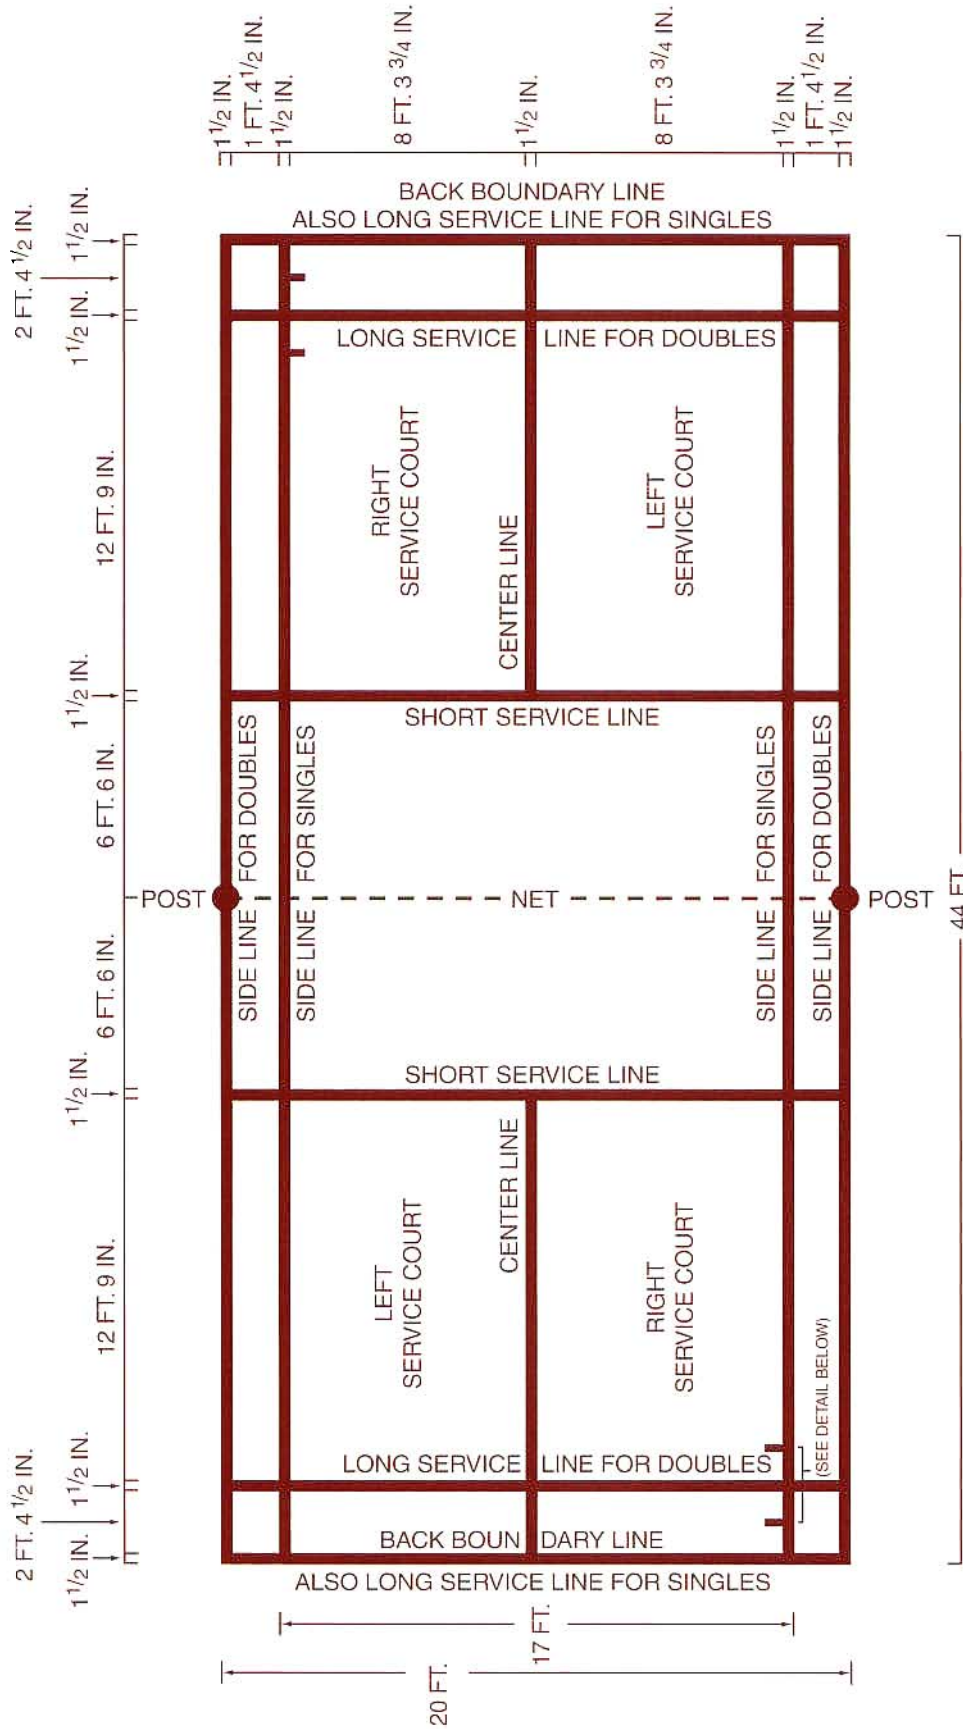 2 FT. 4 1/2 IN.
1 1/2 IN.
1 1/2 IN.
12 FT. 9 IN.
1 1/2 IN.
6 FT. 6 IN.
6 FT. 6 IN.
1 1/2 IN.
12 FT. 9 IN.
2 FT. 4 1/2 IN.
1 1/2 IN.
1 1/2 IN.
1 1/2 IN.
1 FT. 4 1/2 IN.
1 1/2 IN.
8 FT. 3 3/4 IN.
1 1/2 IN.
8 FT. 3 3/4 IN.
1 1/2 IN.
1 FT. 4 1/2 IN.
1 1/2 IN.
BACK BOUNDARY LINE
ALSO LONG SERVICE LINE FOR SINGLES
LONG SERVICE LINE FOR DOUBLES
RIGHT
SERVICE COURT
LEFT
SERVICE COURT
CENTER LINE
SHORT SERVICE LINE
SIDE LINE FOR DOUBLES
SIDE LINE FOR SINGLES
SIDE LINE FOR SINGLES
SIDE LINE FOR DOUBLES
POST
NET
POST
SHORT SERVICE LINE
CENTER LINE
LEFT
SERVICE COURT
RIGHT
SERVICE COURT
(SEE DETAIL BELOW)
LONG SERVICE LINE FOR DOUBLES
BACK BOUNDARY LINE
ALSO LONG SERVICE LINE FOR SINGLES
17 FT.
20 FT.
44 FT.